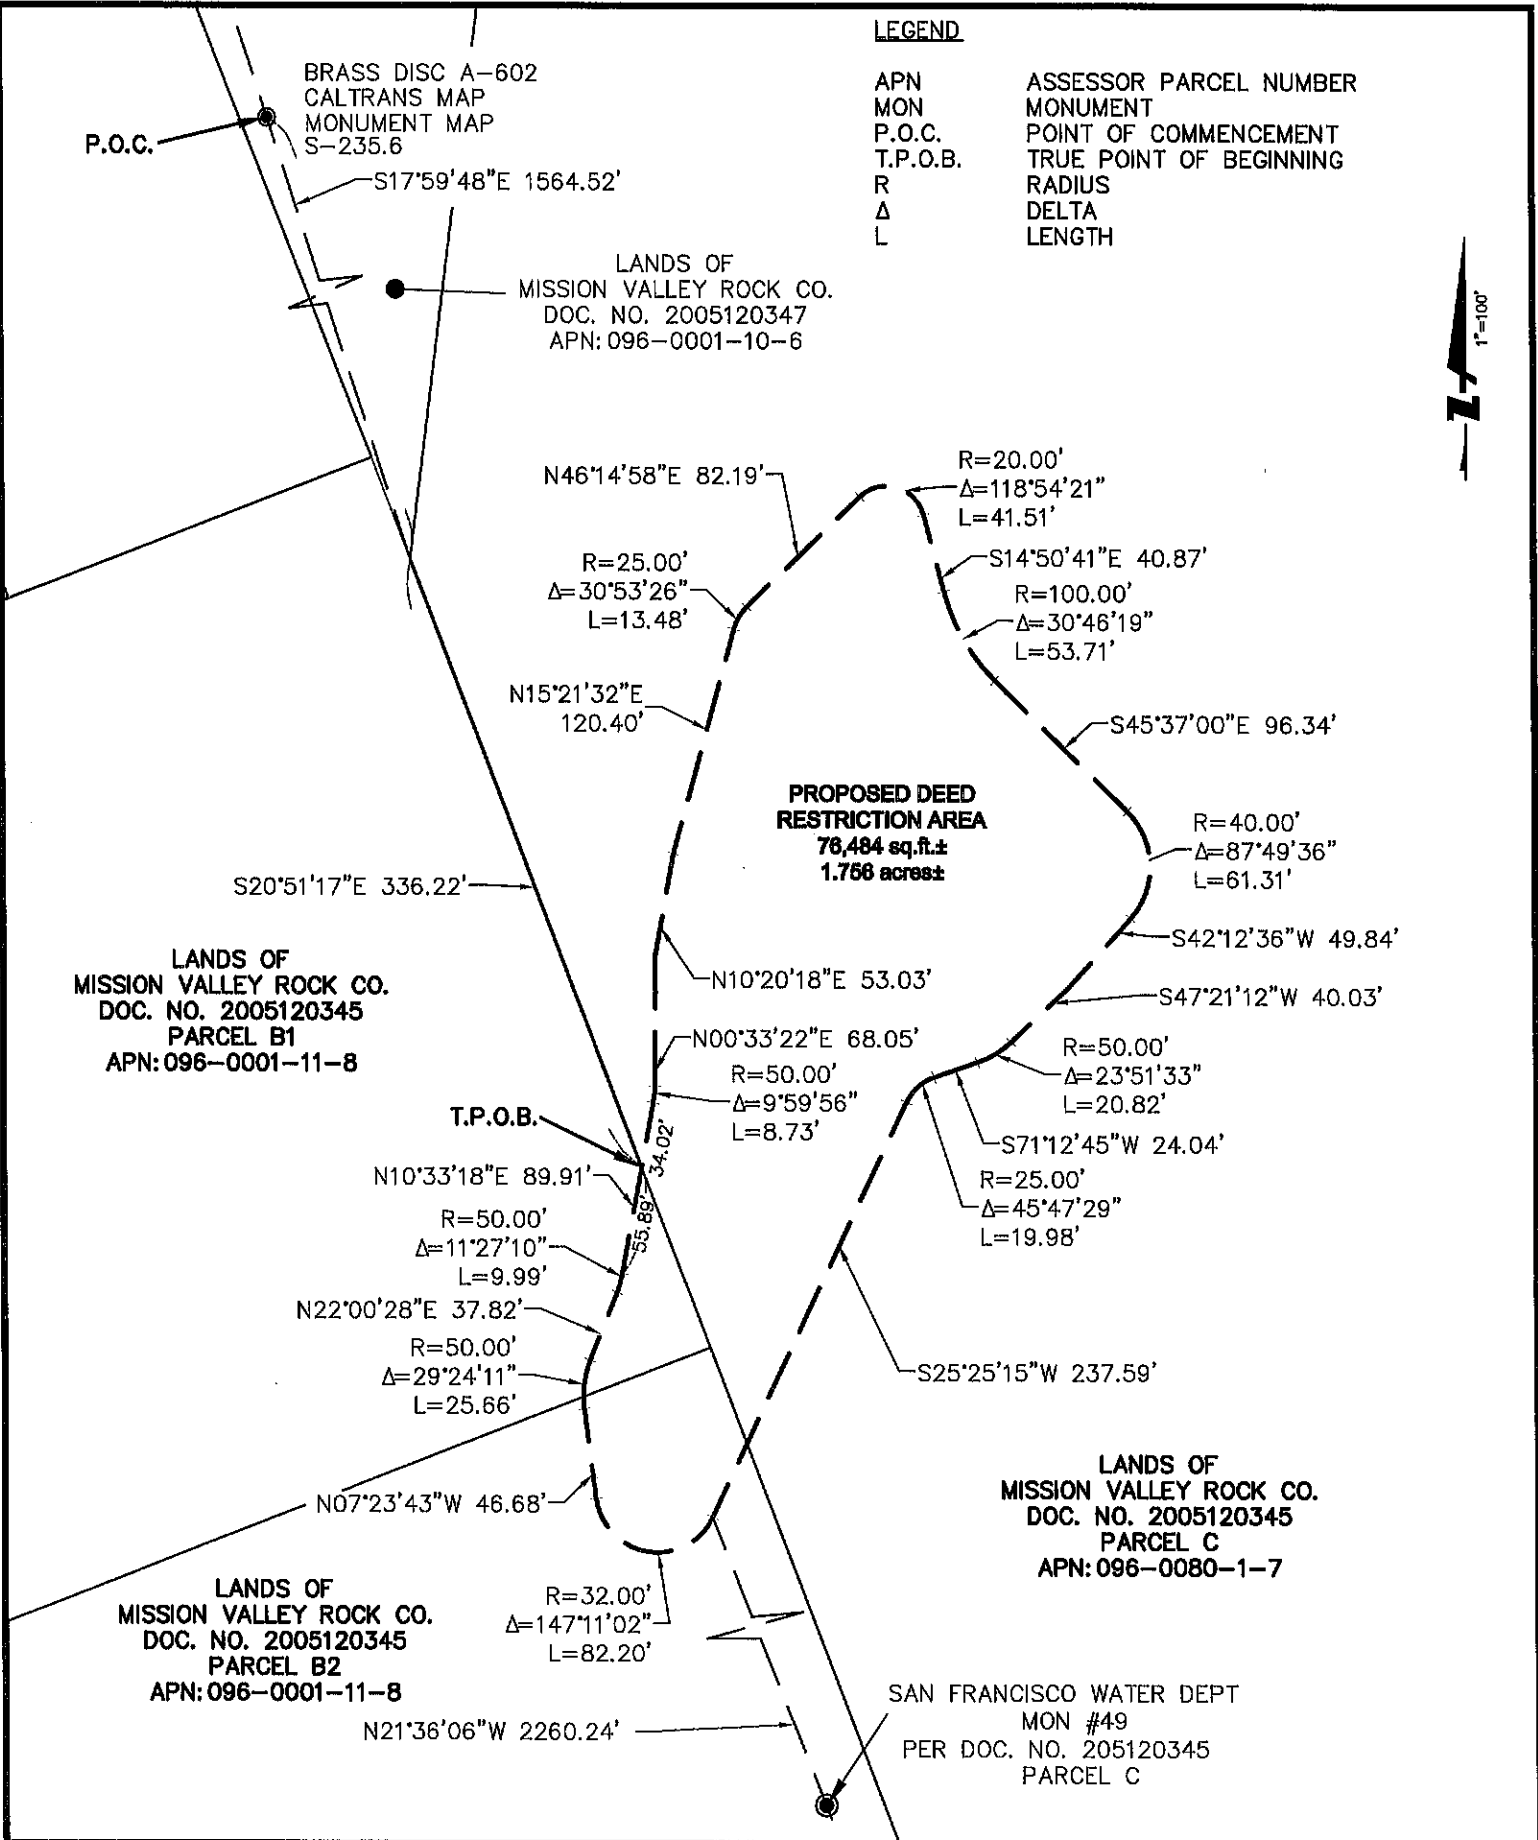 LEGEND
APN ASSESSOR PARCEL NUMBER
MON MONUMENT
P.O.C. POINT OF COMMENCEMENT
T.P.O.B. TRUE POINT OF BEGINNING
R RADIUS
Δ DELTA
L LENGTH
1"=100'
BRASS DISC A-602
CALTRANS MAP
MONUMENT MAP
S-235.6
P.O.C.
S17°59'48"E 1564.52'
LANDS OF
MISSION VALLEY ROCK CO.
DOC. NO. 2005120347
APN: 096-0001-10-6
N46°14'58"E 82.19'
R=20.00'
Δ=118°54'21"
L=41.51'
R=25.00'
Δ=30°53'26"
L=13.48'
S14°50'41"E 40.87'
R=100.00'
Δ=30°46'19"
L=53.71'
N15°21'32"E
120.40'
S45°37'00"E 96.34'
PROPOSED DEED
RESTRICTION AREA
76,484 sq.ft.±
1.756 acres±
R=40.00'
Δ=87°49'36"
L=61.31'
S20°51'17"E 336.22'
S42°12'36"W 49.84'
LANDS OF
MISSION VALLEY ROCK CO.
DOC. NO. 2005120345
PARCEL B1
APN: 096-0001-11-8
N10°20'18"E 53.03'
S47°21'12"W 40.03'
N00°33'22"E 68.05'
R=50.00'
Δ=9°59'56"
L=8.73'
R=50.00'
Δ=23°51'33"
L=20.82'
T.P.O.B.
34.02'
S71°12'45"W 24.04'
N10°33'18"E 89.91'
55.89'
R=25.00'
Δ=45°47'29"
L=19.98'
R=50.00'
Δ=11°27'10"
L=9.99'
N22°00'28"E 37.82'
R=50.00'
Δ=29°24'11"
L=25.66'
S25°25'15"W 237.59'
N07°23'43"W 46.68'
LANDS OF
MISSION VALLEY ROCK CO.
DOC. NO. 2005120345
PARCEL C
APN: 096-0080-1-7
LANDS OF
MISSION VALLEY ROCK CO.
DOC. NO. 2005120345
PARCEL B2
APN: 096-0001-11-8
R=32.00'
Δ=147°11'02"
L=82.20'
N21°36'06"W 2260.24'
SAN FRANCISCO WATER DEPT
MON #49
PER DOC. NO. 205120345
PARCEL C